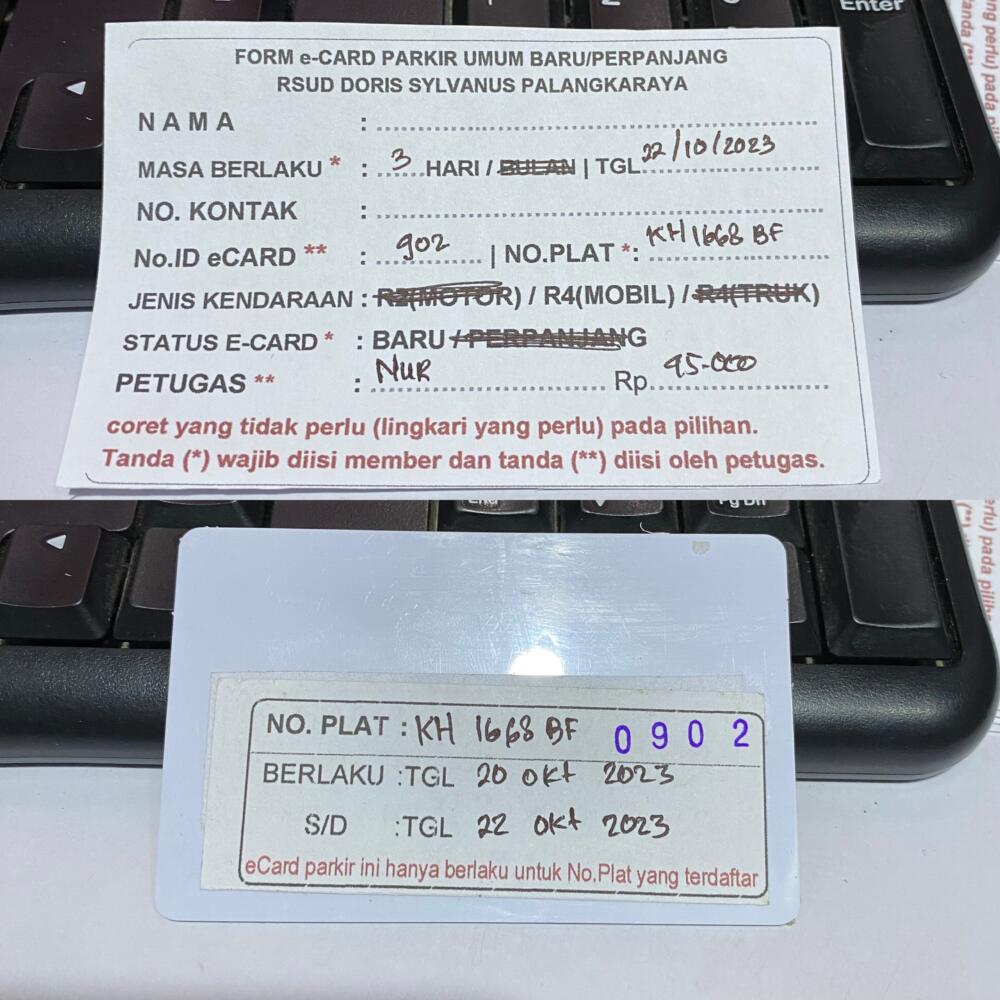 Enter
FORM e-CARD PARKIR UMUM BARU/PERPANJANG
RSUD DORIS SYLVANUS PALANGKARAYA
N A M A :
MASA BERLAKU * : 3 HARI / BULAN | TGL 22/10/2023
NO. KONTAK :
No.ID eCARD ** : 902 | NO.PLAT *: KH 1668 BF
JENIS KENDARAAN : R2(MOTOR) / R4(MOBIL) / R4(TRUK)
STATUS E-CARD * : BARU / PERPANJANG
PETUGAS ** : NUR Rp. 95-000
coret yang tidak perlu (lingkari yang perlu) pada pilihan.
Tanda (*) wajib diisi member dan tanda (**) diisi oleh petugas.
NO. PLAT : KH 1668 BF 0902
BERLAKU :TGL 20 OKt 2023
S/D :TGL 22 OKt 2023
eCard parkir ini hanya berlaku untuk No.Plat yang terdaftar